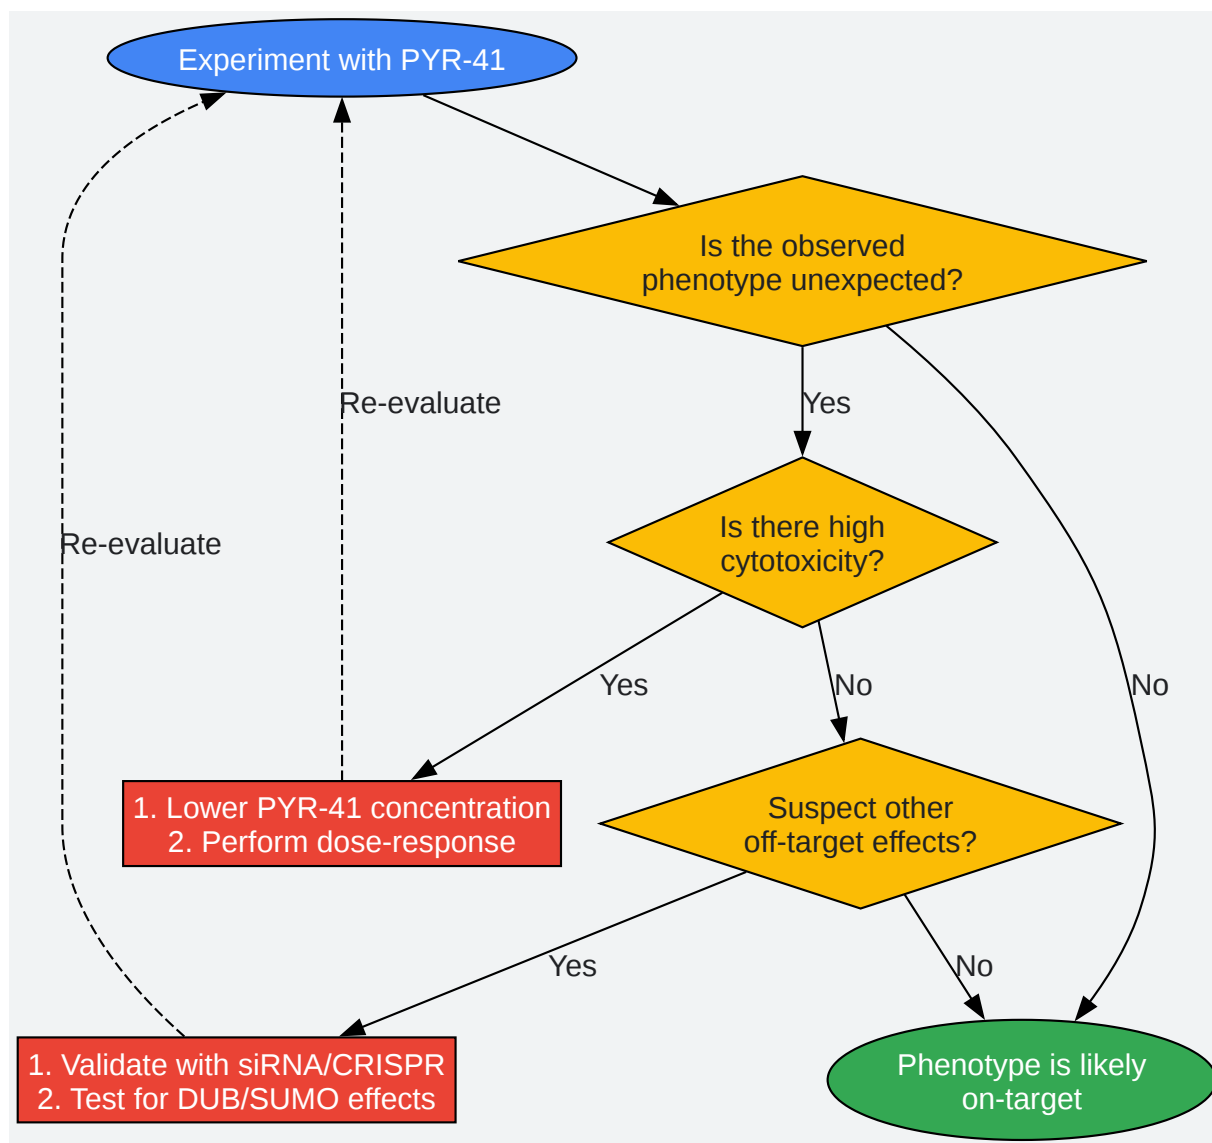 Experiment with PYR-41
Is the observed
phenotype unexpected?
Re-evaluate
Yes
Is there high
cytotoxicity?
Re-evaluate
Yes
No
No
1. Lower PYR-41 concentration
2. Perform dose-response
Suspect other
off-target effects?
Yes
No
1. Validate with siRNA/CRISPR
2. Test for DUB/SUMO effects
Phenotype is likely
on-target